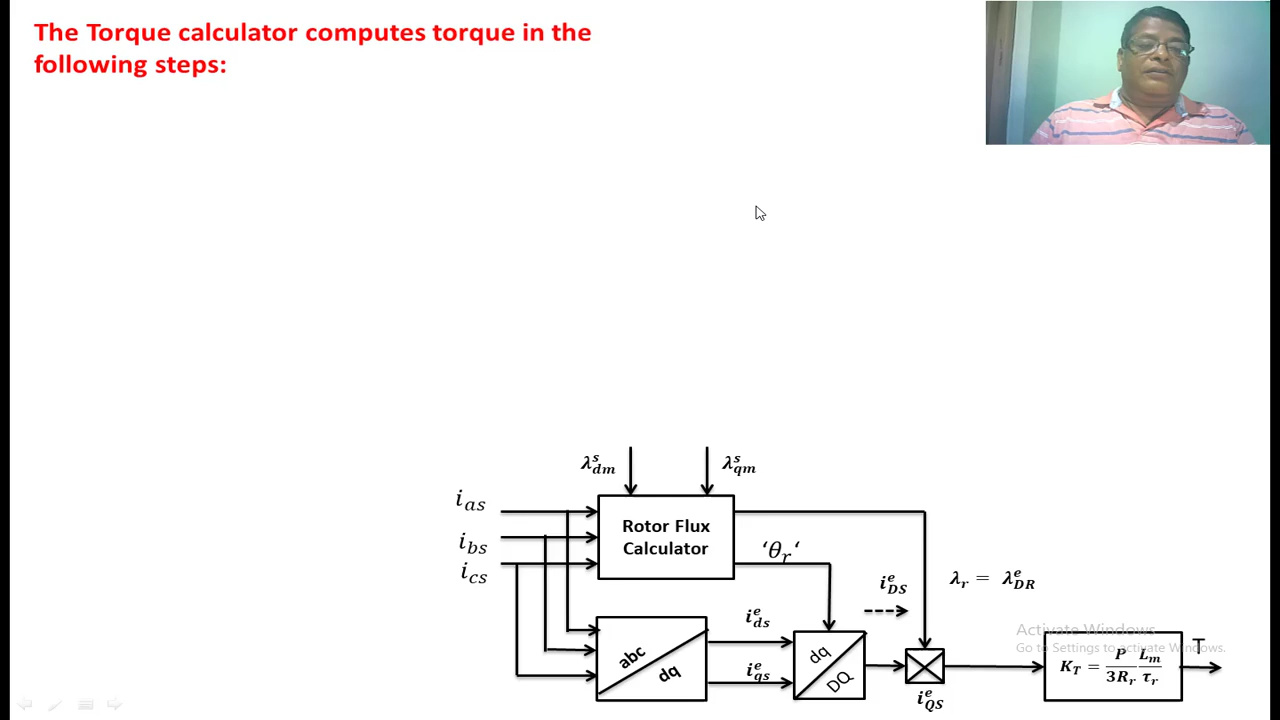 The Torque calculator computes torque in the
following steps:
λ^s_dm
λ^s_qm
i_as
i_bs
i_cs
Rotor Flux
Calculator
‘θ_r‘
i^e_DS
λ_r = λ^e_DR
i^e_ds
i^e_qs
abc
dq
dq
DQ
i^e_QS
K_T = P/3R_r L_m/τ_r
T
Activate Windows
Go to Settings to activate Windows.